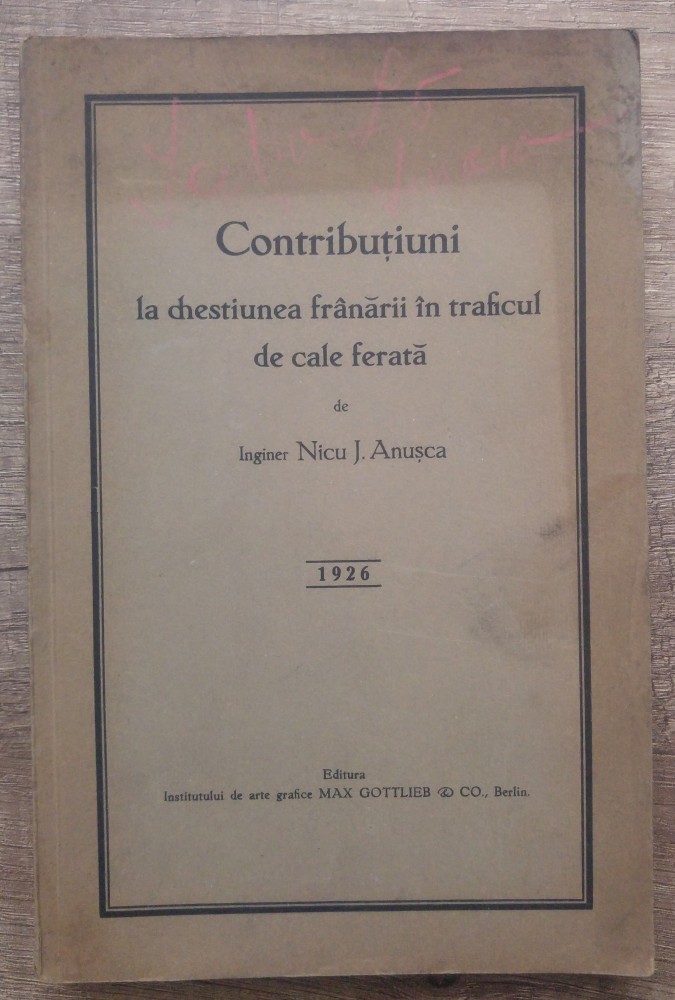 Contribuțiuni
la chestiunea frânării în traficul
de cale ferată
de
Inginer Nicu J. Anușca
1926
Editura
Institutului de arte grafice MAX GOTTLIEB & CO., Berlin.